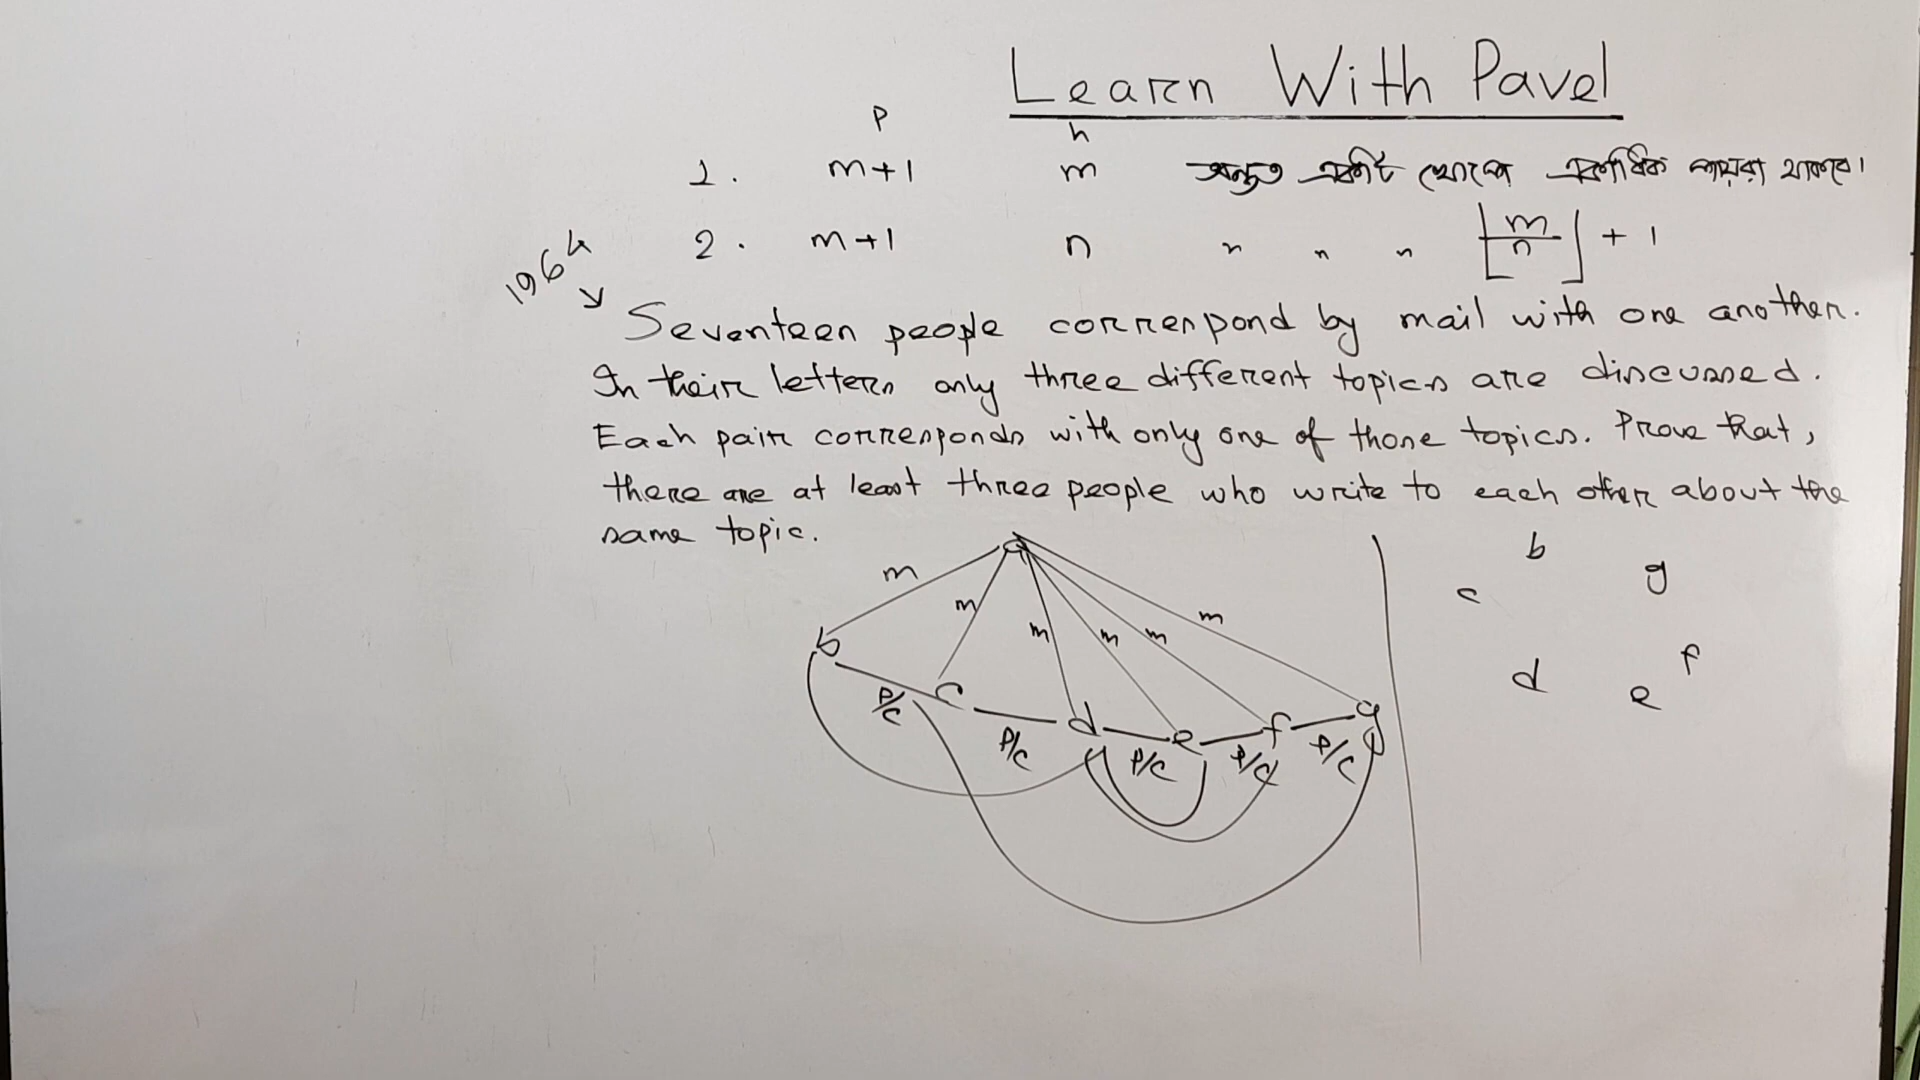 Learn With Pavel
p h
1. m+1 m অন্তত একটি খোপে একাধিক পায়রা থাকবে।
2. m+1 n " " " ⌊m/n⌋ + 1
1964
Seventeen people correspond by mail with one another.
In their letters only three different topics are discussed.
Each pair corresponds with only one of those topics. Prove that,
there are at least three people who write to each other about the
same topic.
a
m m m m m m
b c d e f g
P/C P/C P/C P/C P/C
b g
c
d e f